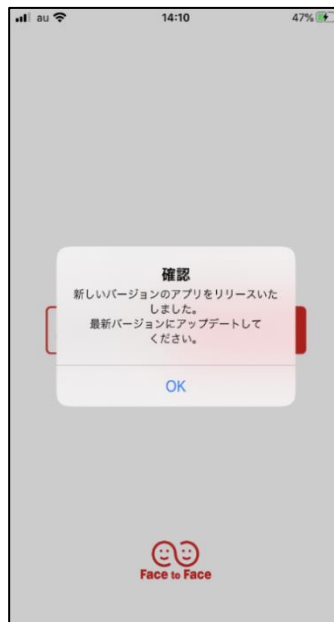 au 14:10 47%
確認
新しいバージョンのアプリをリリースいた
しました。
最新バージョンにアップデートして
ください。
OK
Face to Face